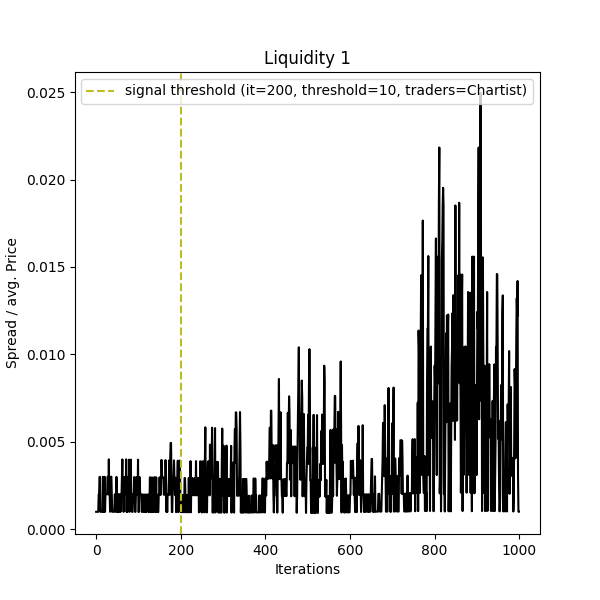 Liquidity 1
signal threshold (it=200, threshold=10, traders=Chartist)
0.025
0.020
0.015
0.010
0.005
0.000
Spread / avg. Price
0 200 400 600 800 1000
Iterations